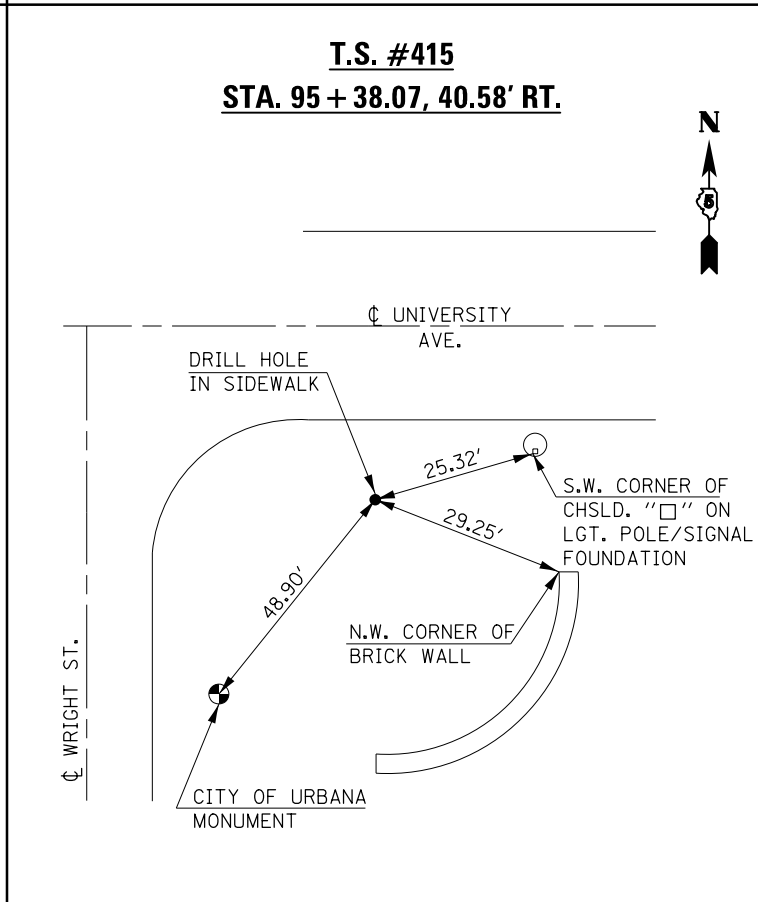 T.S. #415
STA. 95+38.07, 40.58' RT.
N
5
℄ UNIVERSITY
AVE.
DRILL HOLE
IN SIDEWALK
25.32'
S.W. CORNER OF
CHSLD. "□" ON
LGT. POLE/SIGNAL
FOUNDATION
29.25'
48.90'
N.W. CORNER OF
BRICK WALL
℄ WRIGHT ST.
CITY OF URBANA
MONUMENT